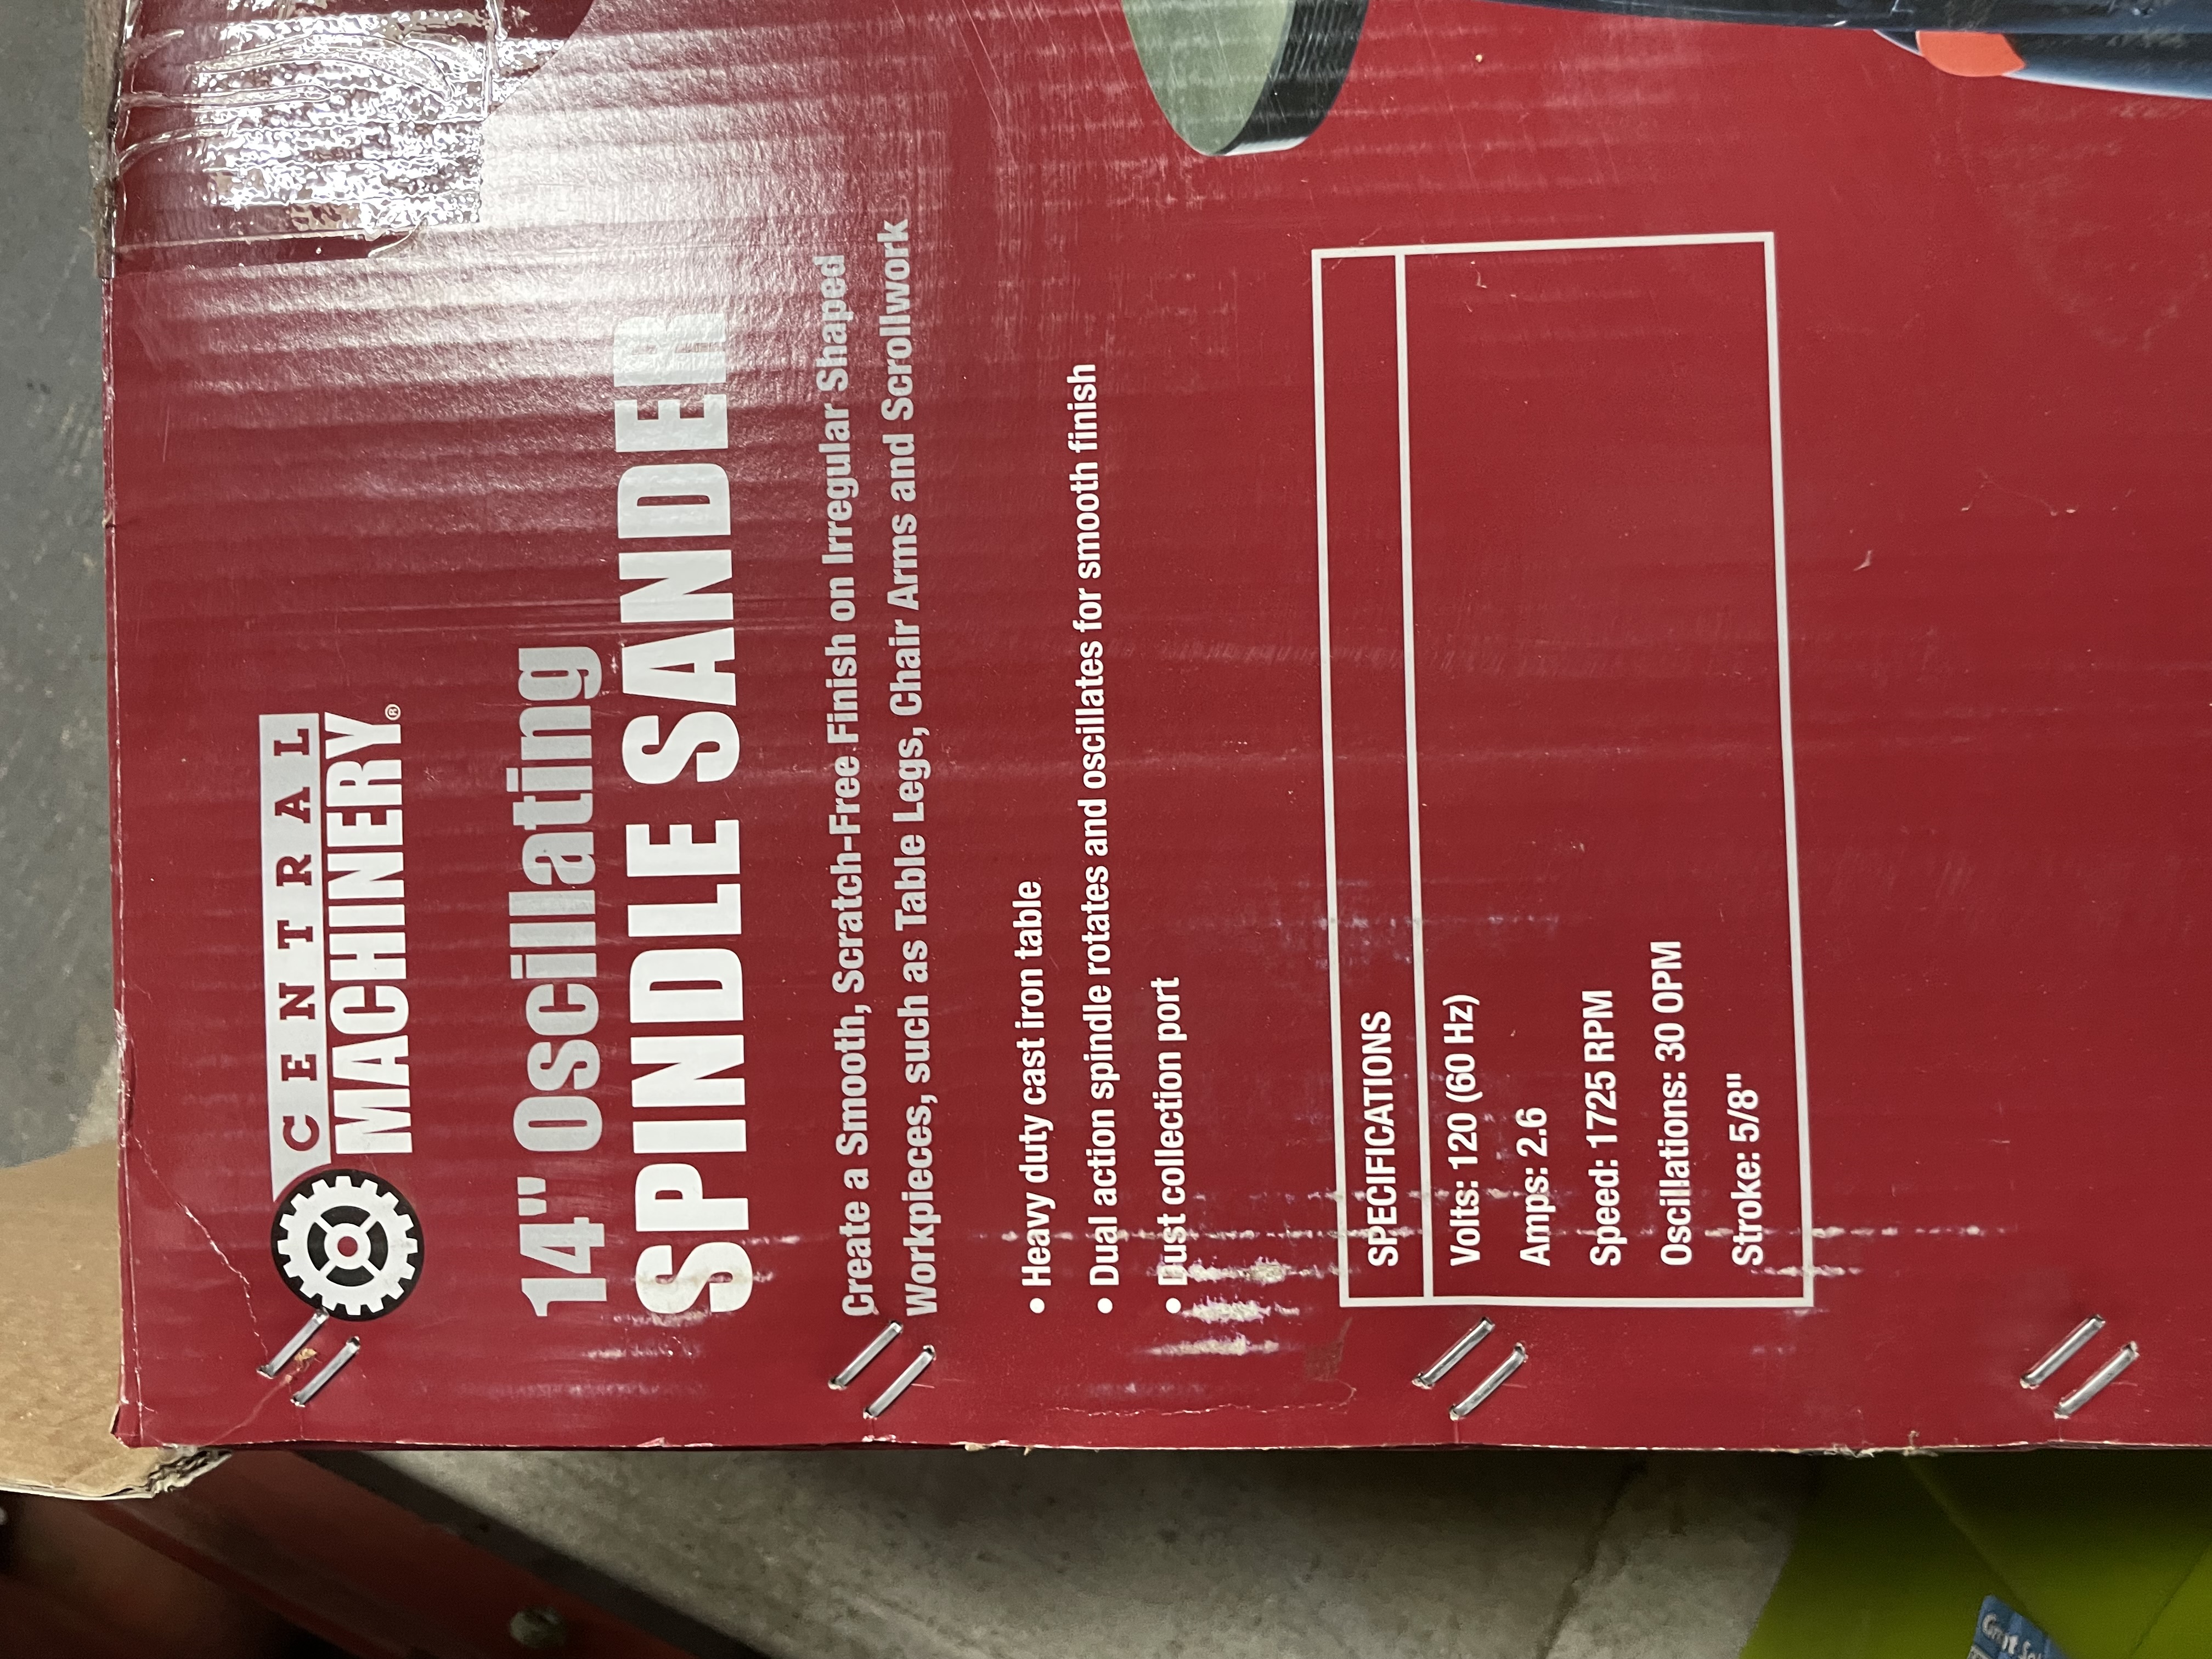 CENTRAL
MACHINERY®
14" Oscillating
SPINDLE SANDER
Create a Smooth, Scratch-Free Finish on Irregular Shaped
Workpieces, such as Table Legs, Chair Arms and Scrollwork
• Heavy duty cast iron table
• Dual action spindle rotates and oscillates for smooth finish
• Dust collection port
SPECIFICATIONS
Volts: 120 (60 Hz)
Amps: 2.6
Speed: 1725 RPM
Oscillations: 30 OPM
Stroke: 5/8"